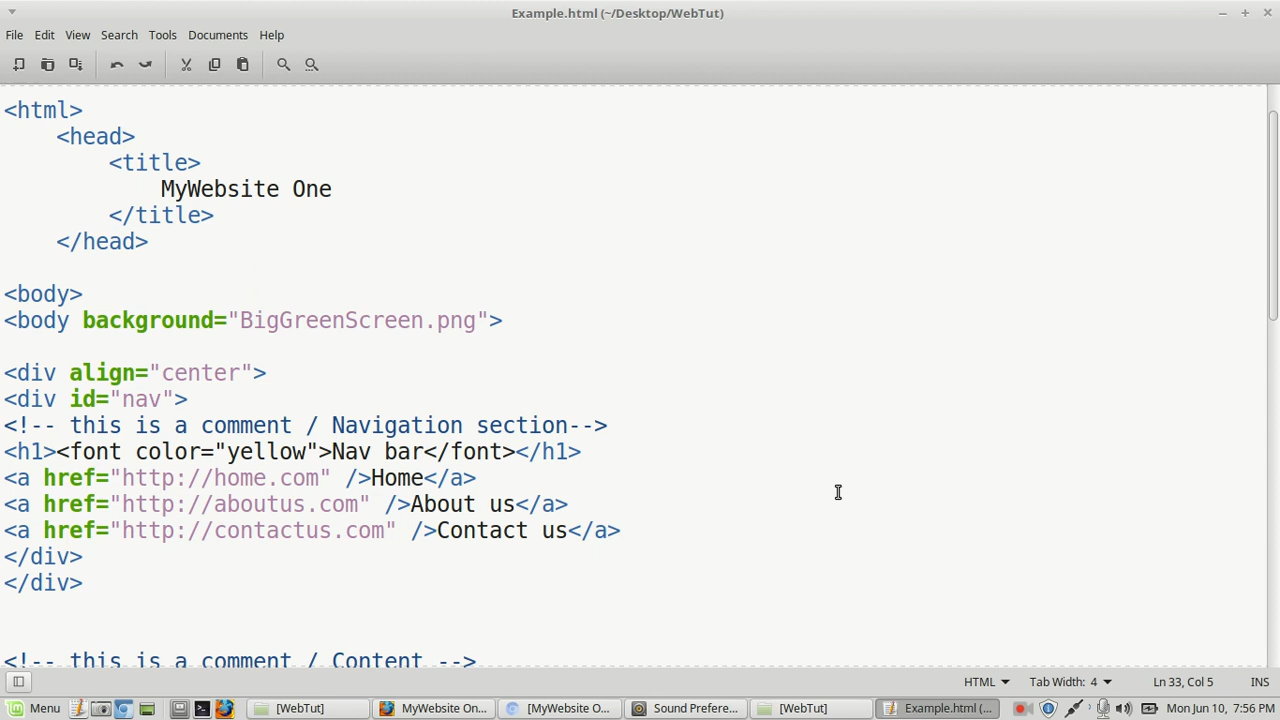 Example.html (~/Desktop/WebTut)
File Edit View Search Tools Documents Help
<html>
<head>
<title>
MyWebsite One
</title>
</head>
<body>
<body background="BigGreenScreen.png">
<div align="center">
<div id="nav">
<!-- this is a comment / Navigation section-->
<h1><font color="yellow">Nav bar</font></h1>
<a href="http://home.com" />Home</a>
<a href="http://aboutus.com" />About us</a>
<a href="http://contactus.com" />Contact us</a>
</div>
</div>
<!-- this is a comment / Content -->
HTML Tab Width: 4 Ln 33, Col 5 INS
Menu [WebTut] MyWebsite On... [MyWebsite O... Sound Prefere... [WebTut] Example.html (... Mon Jun 10, 7:56 PM